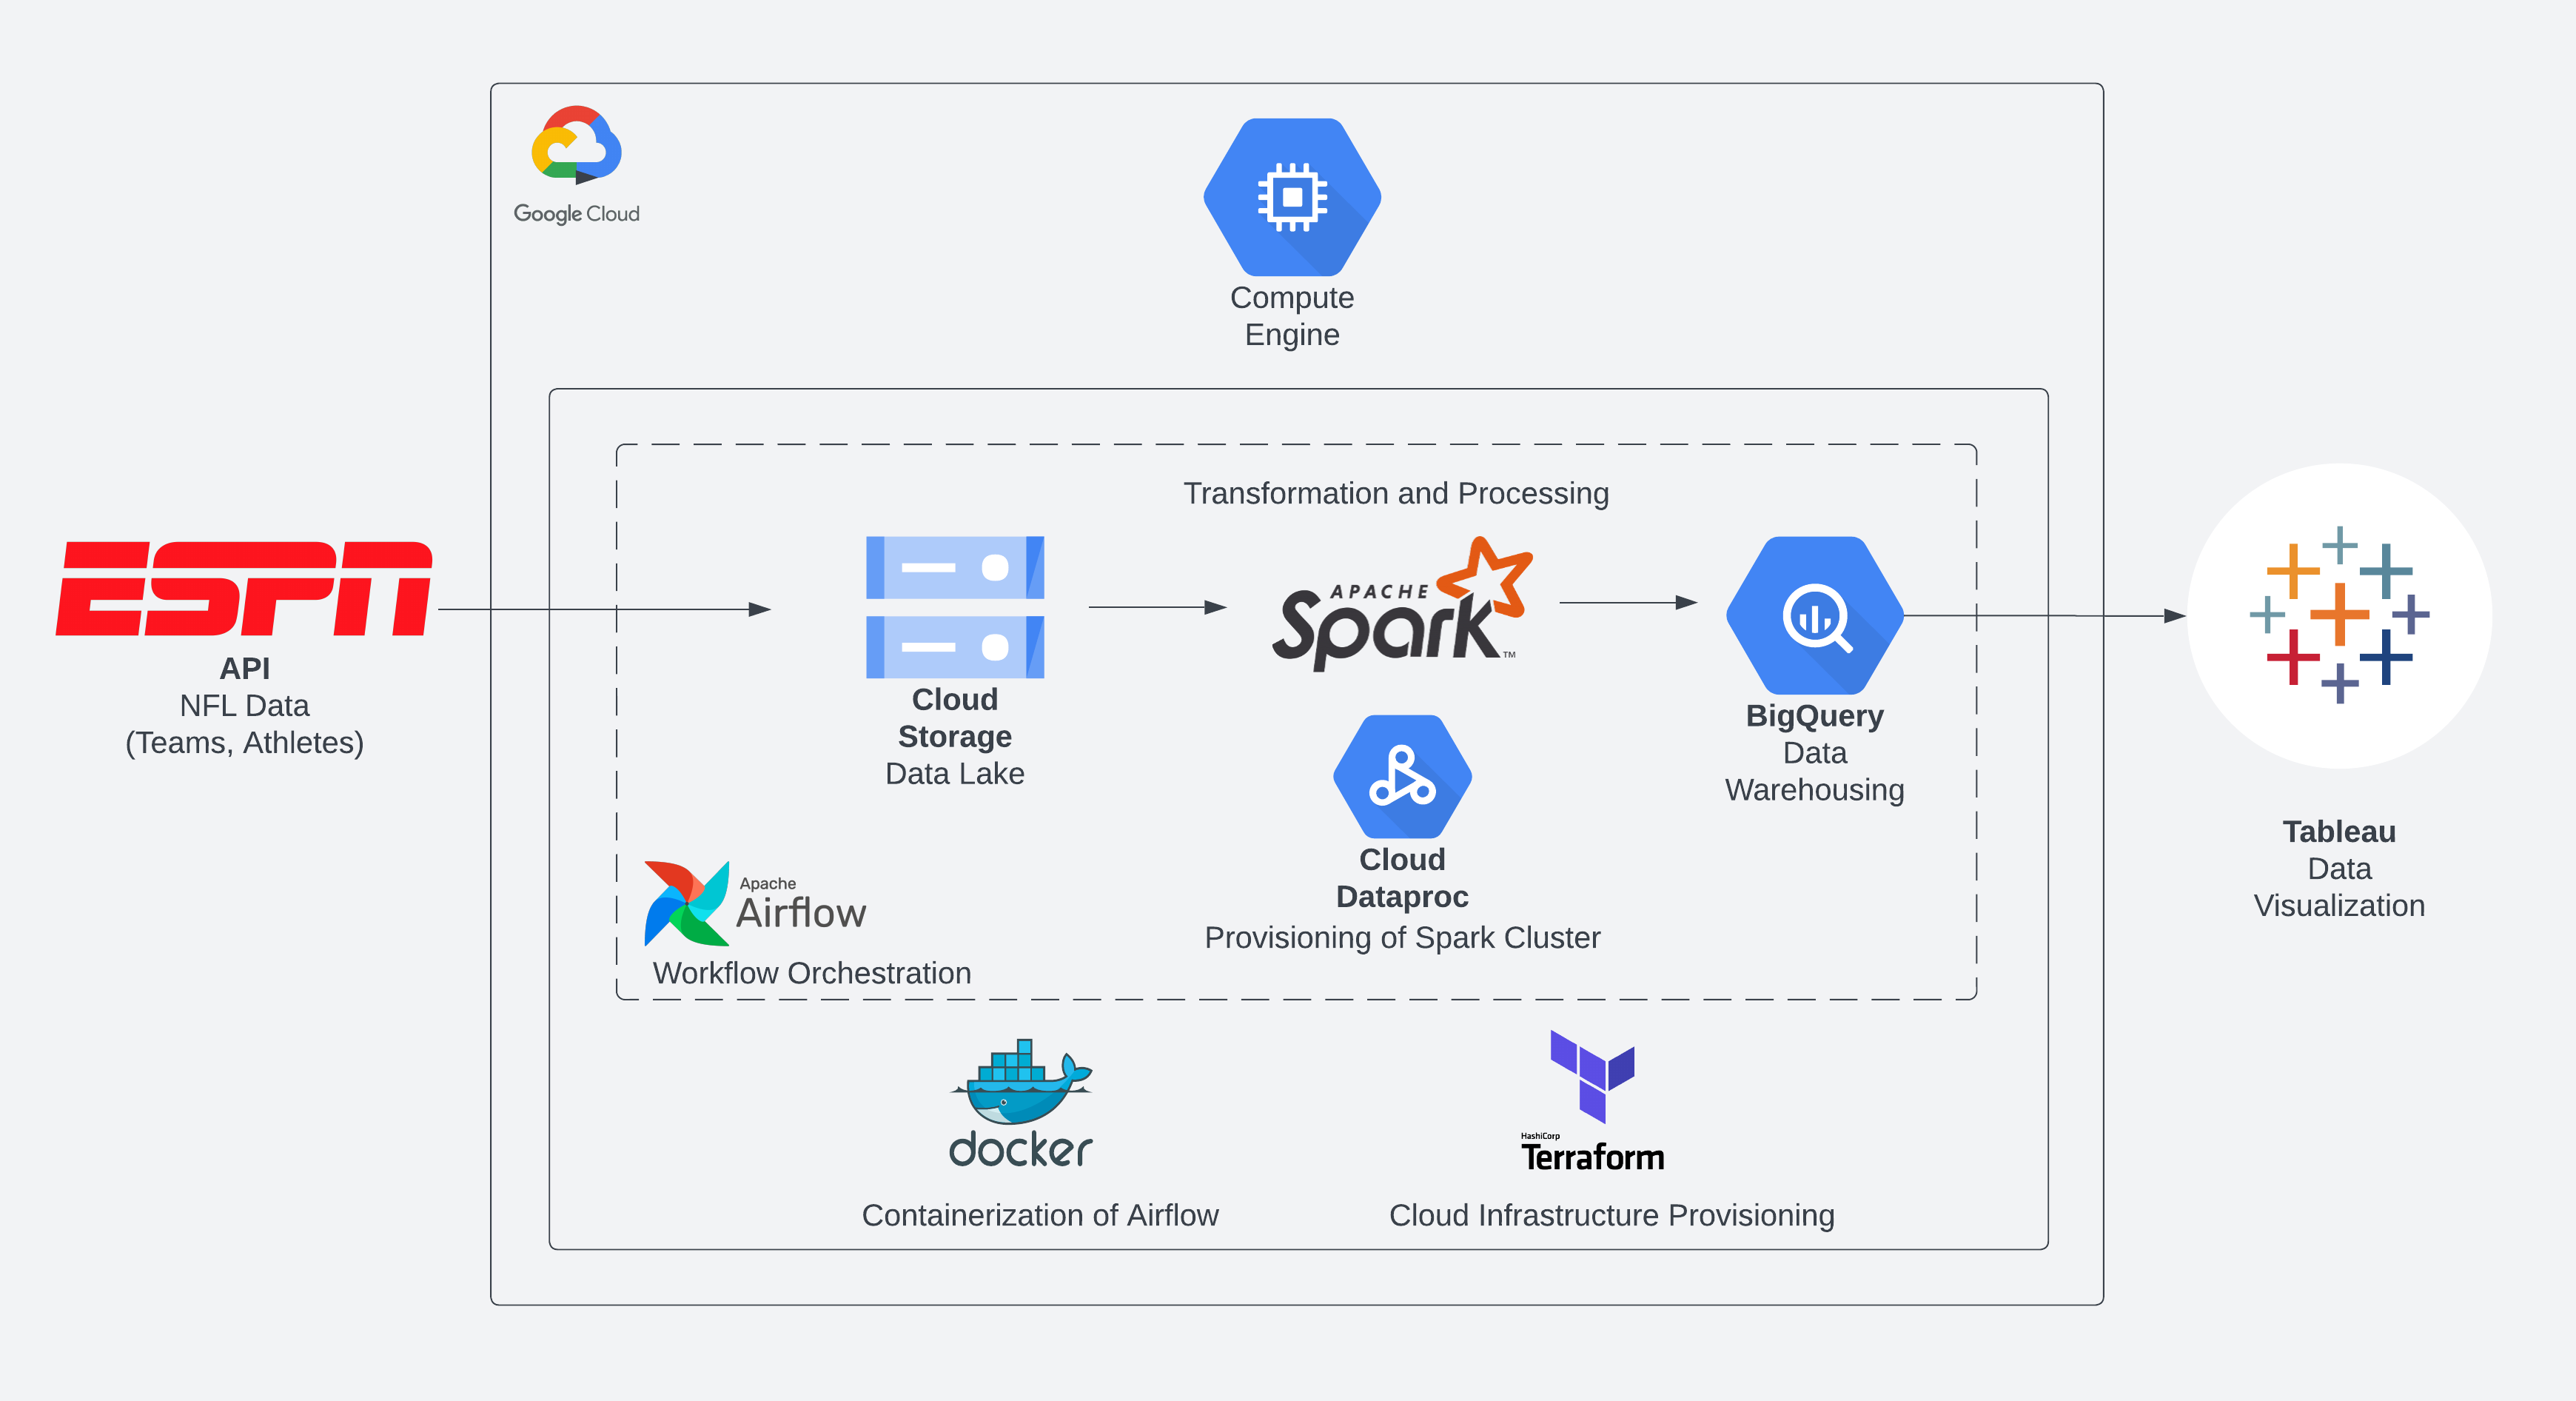 Google Cloud
Compute
Engine
Transformation and Processing
ESPN
API
NFL Data
(Teams, Athletes)
Cloud
Storage
Data Lake
APACHE
Spark™
Cloud
Dataproc
Provisioning of Spark Cluster
BigQuery
Data
Warehousing
Tableau
Data
Visualization
Apache
Airflow
Workflow Orchestration
docker
Containerization of Airflow
HashiCorp
Terraform
Cloud Infrastructure Provisioning